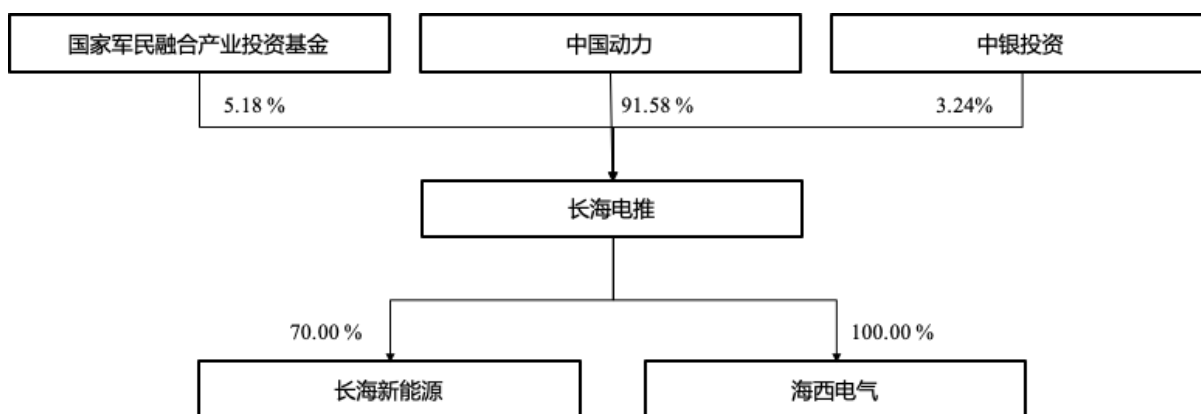 国家军民融合产业投资基金
中国动力
中银投资
5.18 %
91.58 %
3.24%
长海电推
70.00 %
100.00 %
长海新能源
海西电气